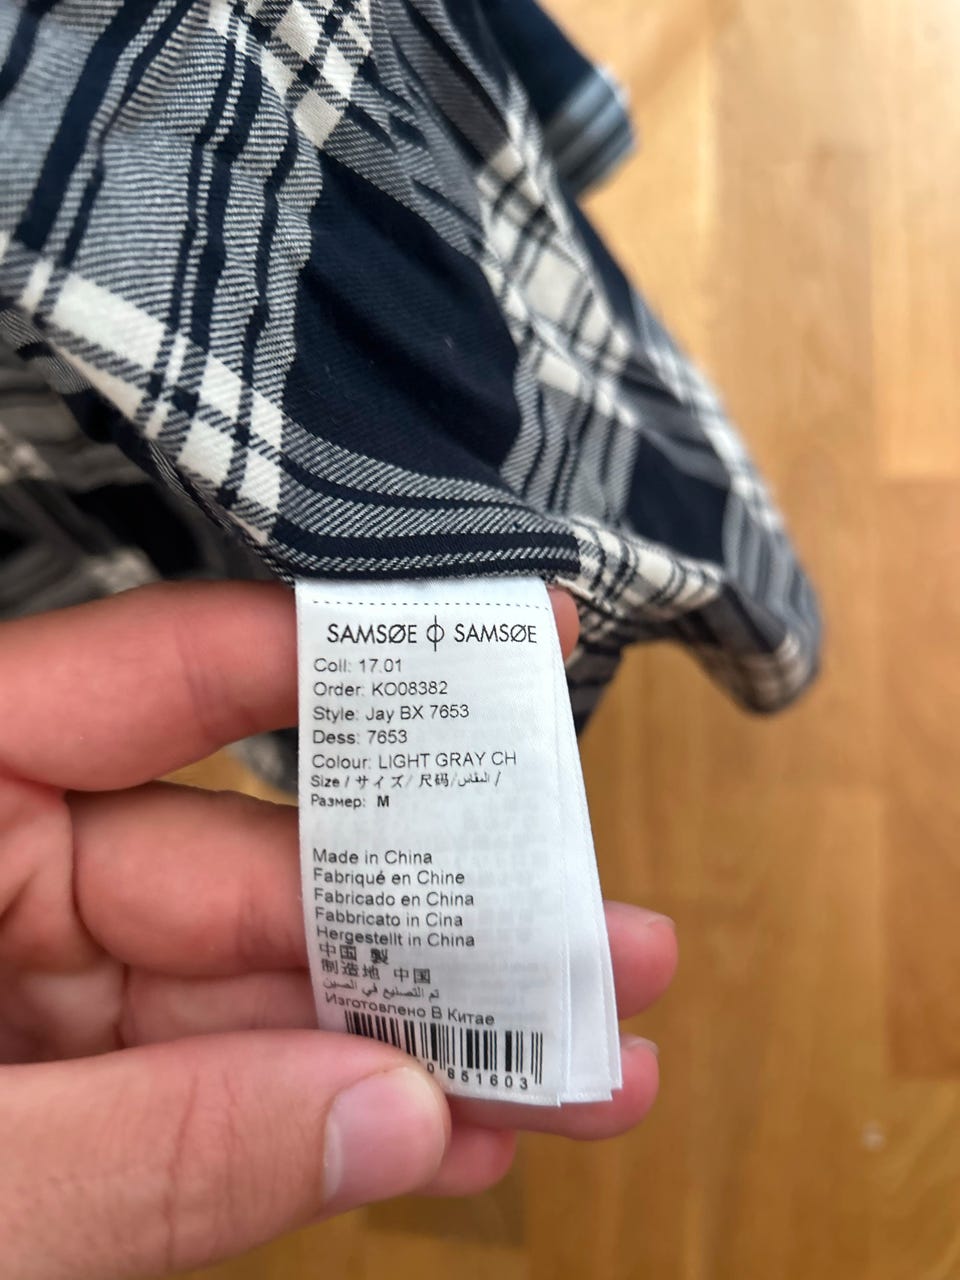 SAMSØE ϕ SAMSØE
Coll: 17.01
Order: KO08382
Style: Jay BX 7653
Dess: 7653
Colour: LIGHT GRAY CH
Size / サイズ/ 尺码/المقاس /
Размер: M
Made in China
Fabriqué en Chine
Fabricado en China
Fabbricato in Cina
Hergestellt in China
中国 製
制造地 中国
تم التصنيع في الصين
Изготовлено В Китае
0 851603